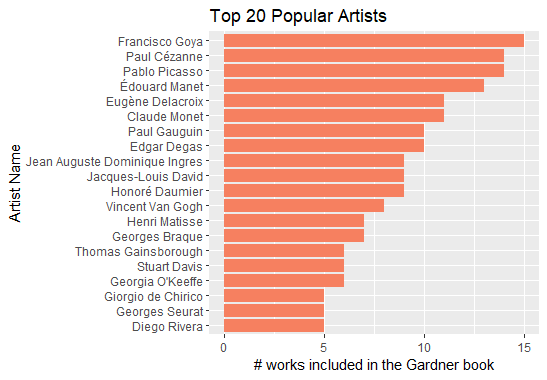 Top 20 Popular Artists
Artist Name
Francisco Goya
Paul Cézanne
Pablo Picasso
Édouard Manet
Eugène Delacroix
Claude Monet
Paul Gauguin
Edgar Degas
Jean Auguste Dominique Ingres
Jacques-Louis David
Honoré Daumier
Vincent Van Gogh
Henri Matisse
Georges Braque
Thomas Gainsborough
Stuart Davis
Georgia O'Keeffe
Giorgio de Chirico
Georges Seurat
Diego Rivera
0 5 10 15
# works included in the Gardner book